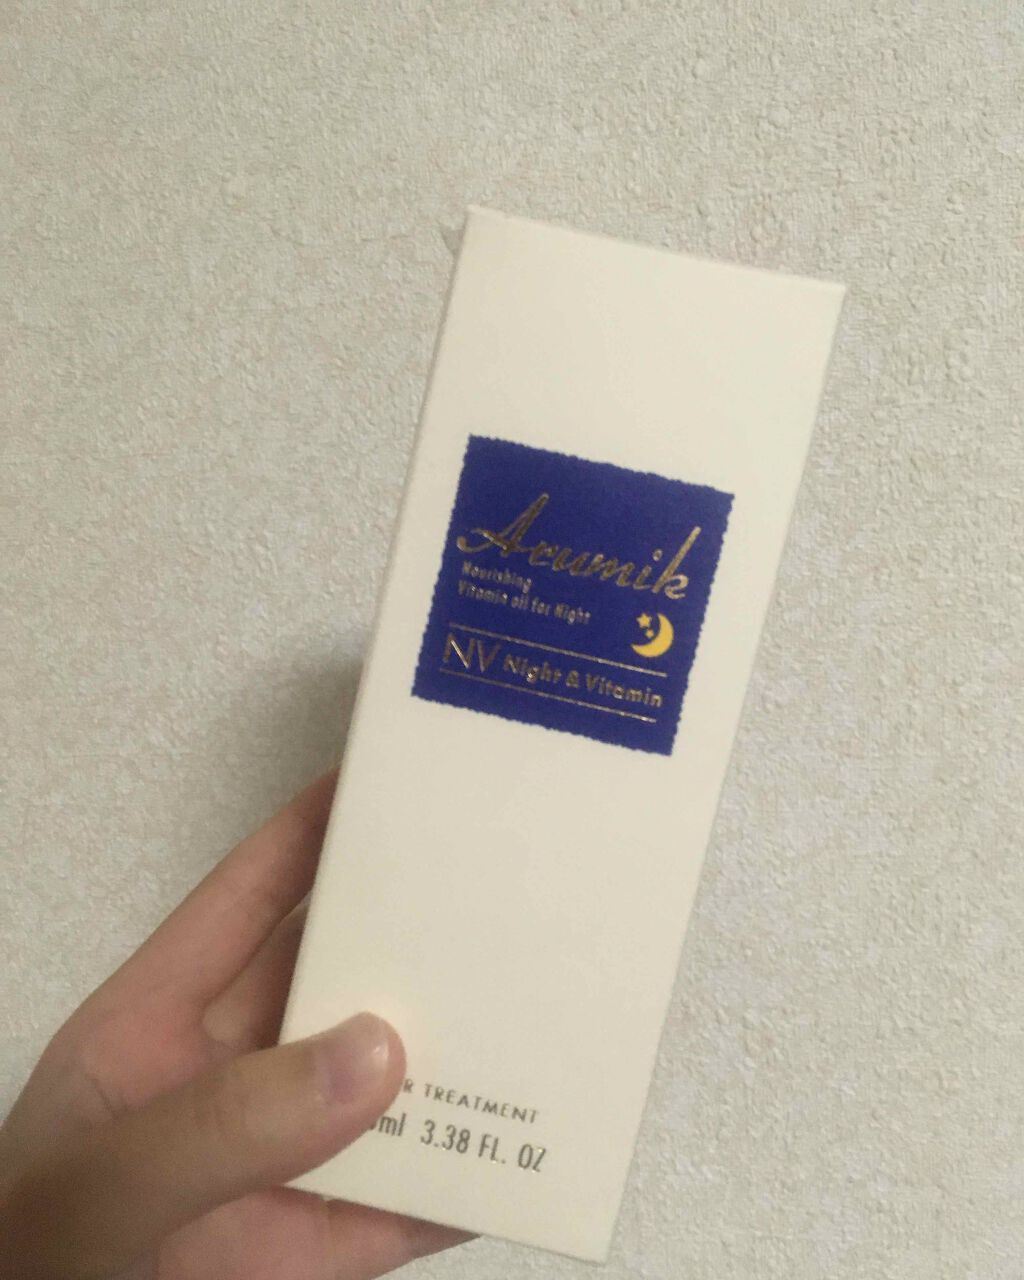 Arumik
Nourishing
Vitamin oil for Night
NV Night & Vitamin
R TREATMENT
ml 3.38 FL. OZ